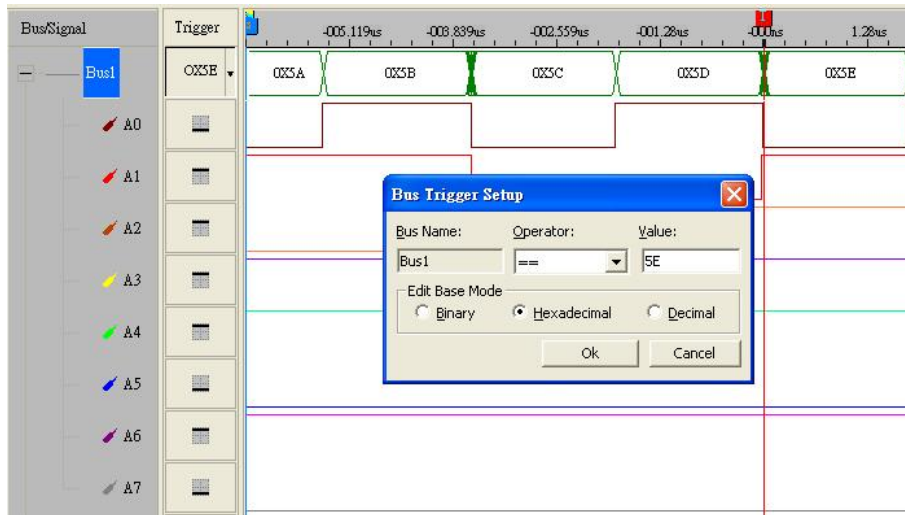 Bus/Signal Trigger -005.119us -003.839us -002.559us -001.28us 1.28us
Bus1 0X5E 0X5A 0X5B 0X5C 0X5D 0X5E
A0
A1
Bus Trigger Setup
A2
Bus Name: Operator: Value:
Bus1 == 5E
A3
Edit Base Mode
Binary Hexadecimal Decimal
A4
Ok Cancel
A5
A6
A7